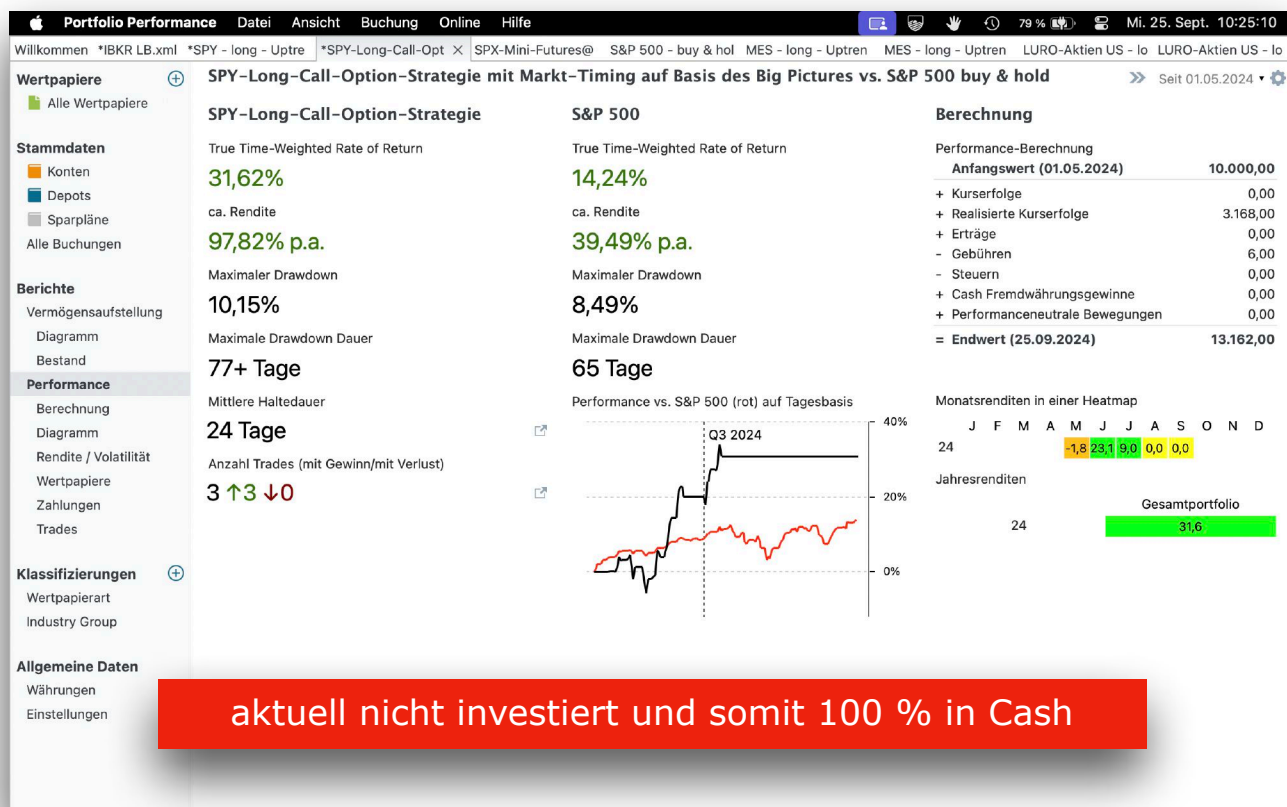 Portfolio Performance Datei Ansicht Buchung Online Hilfe 79 % Mi. 25. Sept. 10:25:10
Willkommen *IBKR LB.xml *SPY - long - Uptre *SPY-Long-Call-Opt × SPX-Mini-Futures@ S&P 500 - buy & hol MES - long - Uptren MES - long - Uptren LURO-Aktien US - lo LURO-Aktien US - lo
Wertpapiere
Alle Wertpapiere
Stammdaten
Konten
Depots
Sparpläne
Alle Buchungen
Berichte
Vermögensaufstellung
Diagramm
Bestand
Performance
Berechnung
Diagramm
Rendite / Volatilität
Wertpapiere
Zahlungen
Trades
Klassifizierungen
Wertpapierart
Industry Group
Allgemeine Daten
Währungen
Einstellungen
SPY-Long-Call-Option-Strategie mit Markt-Timing auf Basis des Big Pictures vs. S&P 500 buy & hold
Seit 01.05.2024
SPY-Long-Call-Option-Strategie
True Time-Weighted Rate of Return
31,62%
ca. Rendite
97,82% p.a.
Maximaler Drawdown
10,15%
Maximale Drawdown Dauer
77+ Tage
Mittlere Haltedauer
24 Tage
Anzahl Trades (mit Gewinn/mit Verlust)
3 ↑3 ↓0
S&P 500
True Time-Weighted Rate of Return
14,24%
ca. Rendite
39,49% p.a.
Maximaler Drawdown
8,49%
Maximale Drawdown Dauer
65 Tage
Performance vs. S&P 500 (rot) auf Tagesbasis
Q3 2024
40%
20%
0%
Berechnung
Performance-Berechnung
Anfangswert (01.05.2024) 10.000,00
+ Kurserfolge 0,00
+ Realisierte Kurserfolge 3.168,00
+ Erträge 0,00
- Gebühren 6,00
- Steuern 0,00
+ Cash Fremdwährungsgewinne 0,00
+ Performanceneutrale Bewegungen 0,00
= Endwert (25.09.2024) 13.162,00
Monatsrenditen in einer Heatmap
J F M A M J J A S O N D
24 -1,8 23,1 9,0 0,0 0,0
Jahresrenditen
Gesamtportfolio
24 31,6
aktuell nicht investiert und somit 100 % in Cash